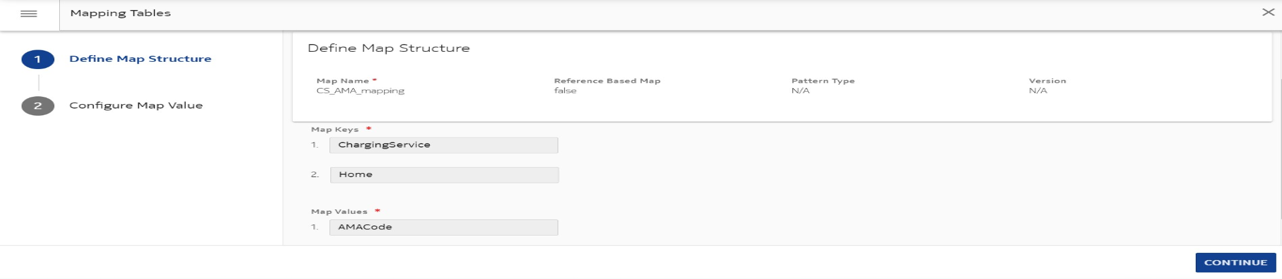 Mapping Tables
1 Define Map Structure
2 Configure Map Value
Define Map Structure
Map Name * Reference Based Map Pattern Type Version
CS_AMA_mapping false N/A N/A
Map Keys *
1. ChargingService
2. Home
Map Values *
1. AMACode
CONTINUE